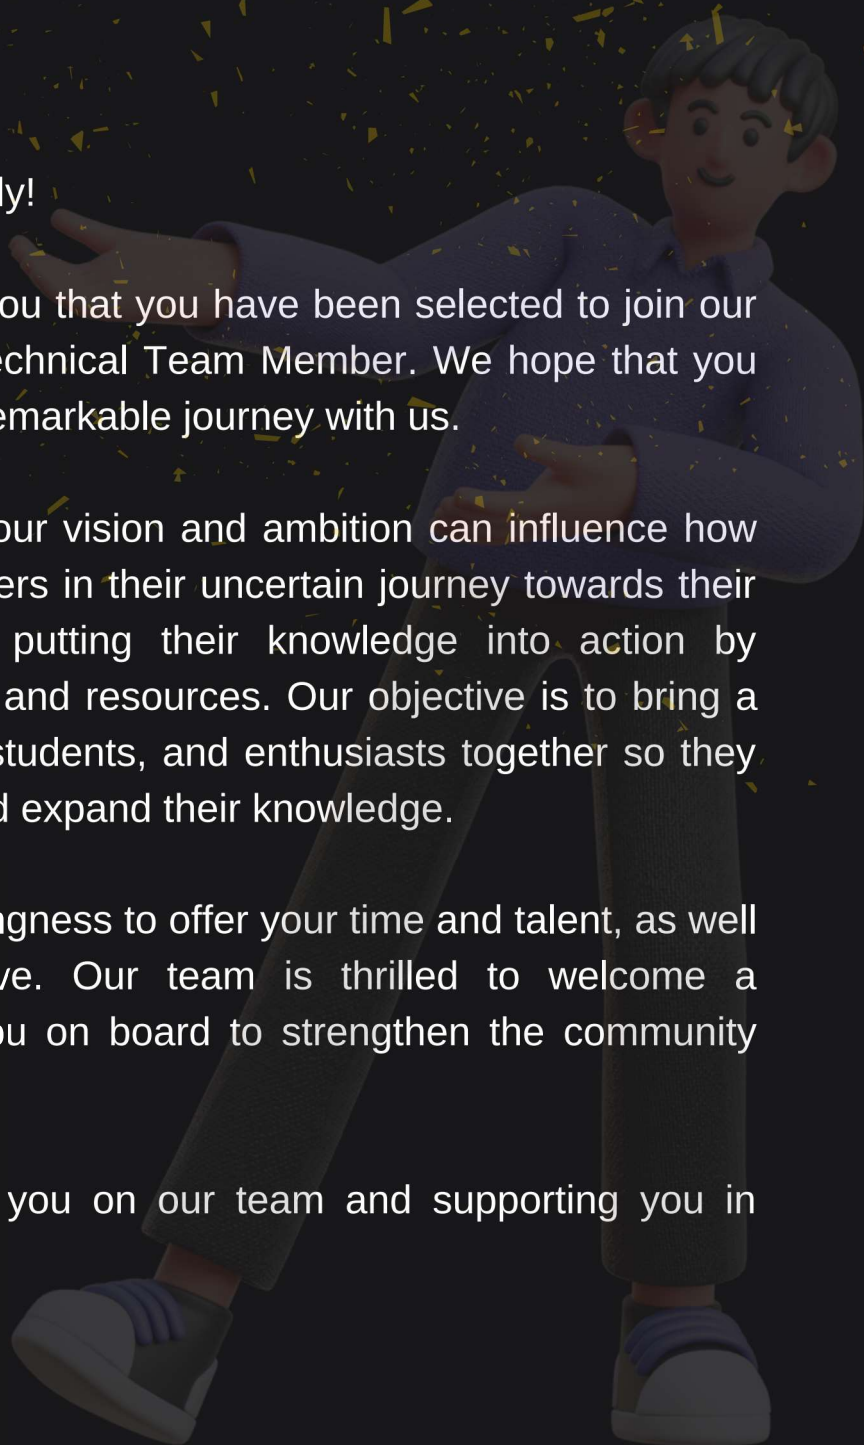 ly!
ou that you have been selected to join our
echnical Team Member. We hope that you
emarkable journey with us.
our vision and ambition can influence how
ers in their uncertain journey towards their
putting their knowledge into action by
and resources. Our objective is to bring a
students, and enthusiasts together so they
d expand their knowledge.
ngness to offer your time and talent, as well
ve. Our team is thrilled to welcome a
ou on board to strengthen the community
you on our team and supporting you in